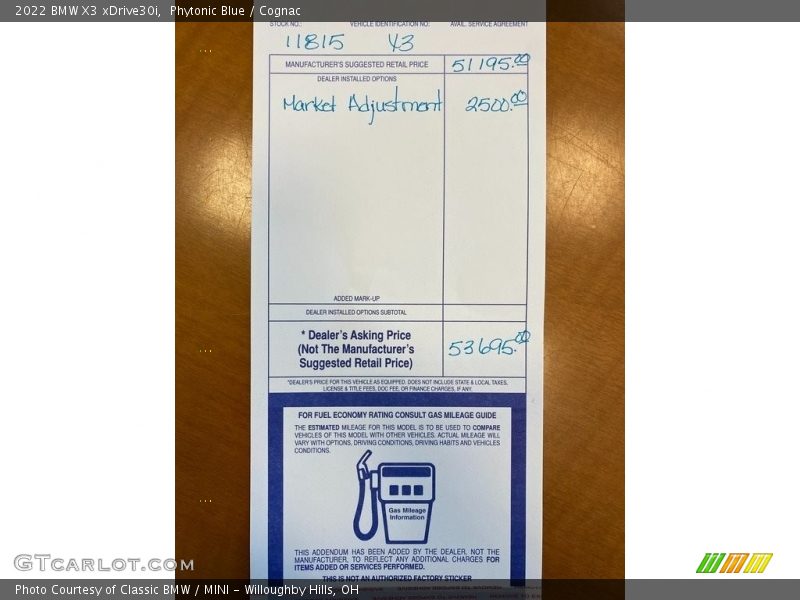 2022 BMW X3 xDrive30i, Phytonic Blue / Cognac
STOCK NO.: VEHICLE IDENTIFICATION NO: AVAIL. SERVICE AGREEMENT
11815 Y3
MANUFACTURER'S SUGGESTED RETAIL PRICE 51195.00
DEALER INSTALLED OPTIONS
Market Adjustment 2500.00
ADDED MARK-UP
DEALER INSTALLED OPTIONS SUBTOTAL
* Dealer's Asking Price
(Not The Manufacturer's
Suggested Retail Price)
53695.00
*DEALER'S PRICE FOR THIS VEHICLE AS EQUIPPED. DOES NOT INCLUDE STATE & LOCAL TAXES,
LICENSE & TITLE FEES, DOC FEE, OR FINANCE CHARGES, IF ANY.
FOR FUEL ECONOMY RATING CONSULT GAS MILEAGE GUIDE
THE ESTIMATED MILEAGE FOR THIS MODEL IS TO BE USED TO COMPARE
VEHICLES OF THIS MODEL WITH OTHER VEHICLES. ACTUAL MILEAGE WILL
VARY WITH OPTIONS, DRIVING CONDITIONS, DRIVING HABITS AND VEHICLES
CONDITIONS.
Gas Mileage
Information
THIS ADDENDUM HAS BEEN ADDED BY THE DEALER, NOT THE
MANUFACTURER, TO REFLECT ANY ADDITIONAL CHARGES FOR
ITEMS ADDED OR SERVICES PERFORMED.
THIS IS NOT AN AUTHORIZED FACTORY STICKER
GTcarlot.com
Photo Courtesy of Classic BMW / MINI - Willoughby Hills, OH